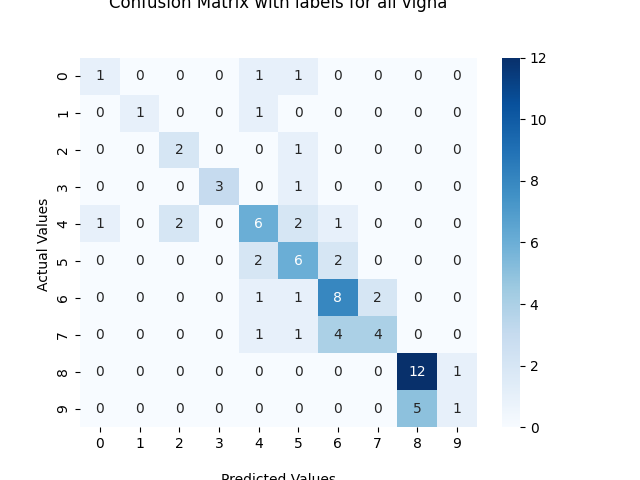 Confusion Matrix with labels for all vigna
0 1 0 0 0 1 1 0 0 0 0
1 0 1 0 0 1 0 0 0 0 0
2 0 0 2 0 0 1 0 0 0 0
3 0 0 0 3 0 1 0 0 0 0
4 1 0 2 0 6 2 1 0 0 0
5 0 0 0 0 2 6 2 0 0 0
6 0 0 0 0 1 1 8 2 0 0
7 0 0 0 0 1 1 4 4 0 0
8 0 0 0 0 0 0 0 0 12 1
9 0 0 0 0 0 0 0 0 5 1
0 1 2 3 4 5 6 7 8 9
Actual Values
Predicted Values
12
10
8
6
4
2
0